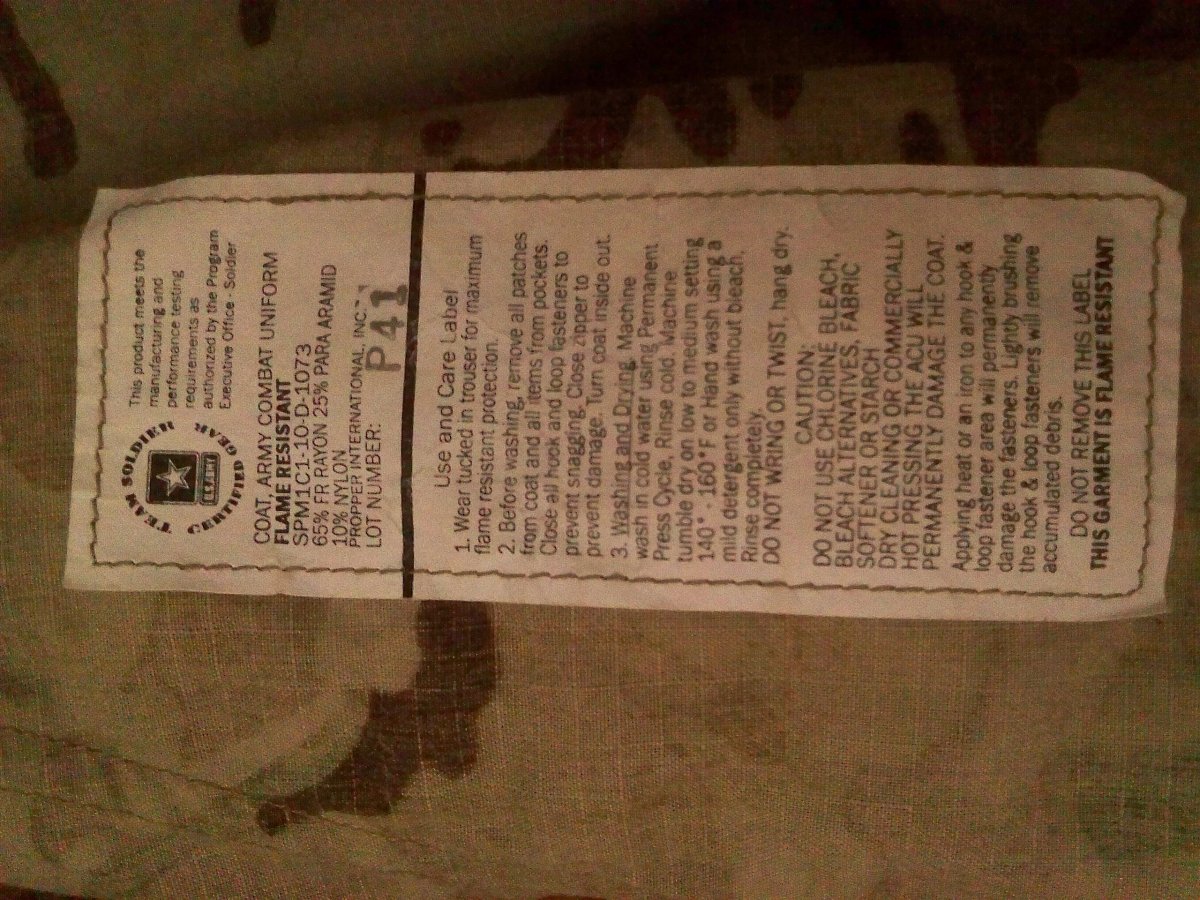 TEAM SOLDIER
CERTIFIED GEAR
U.S. ARMY
This product meets the
manufacturing and
performance testing
requirements as
authorized by the Program
Executive Office - Soldier
COAT, ARMY COMBAT UNIFORM
FLAME RESISTANT
SPM1C1-10-D-1073
65% FR RAYON 25% PARA ARAMID
10% NYLON
PROPPER INTERNATIONAL, INC.
LOT NUMBER: P441
Use and Care Label
1. Wear tucked in trouser for maximum
flame resistant protection.
2. Before washing, remove all patches
from coat and all items from pockets.
Close all hook and loop fasteners to
prevent snagging. Close zipper to
prevent damage. Turn coat inside out.
3. Washing and Drying. Machine
wash in cold water using Permanent
Press Cycle, Rinse cold. Machine
tumble dry on low to medium setting
140° - 160°F or Hand wash using a
mild detergent only without bleach.
Rinse completely.
DO NOT WRING OR TWIST, hang dry.
CAUTION:
DO NOT USE CHLORINE BLEACH,
BLEACH ALTERNATIVES, FABRIC
SOFTENER OR STARCH
DRY CLEANING OR COMMERCIALLY
HOT PRESSING THE ACU WILL
PERMANENTLY DAMAGE THE COAT.
Applying heat or an iron to any hook &
loop fastener area will permanently
damage the fasteners. Lightly brushing
the hook & loop fasteners will remove
accumulated debris.
DO NOT REMOVE THIS LABEL
THIS GARMENT IS FLAME RESISTANT